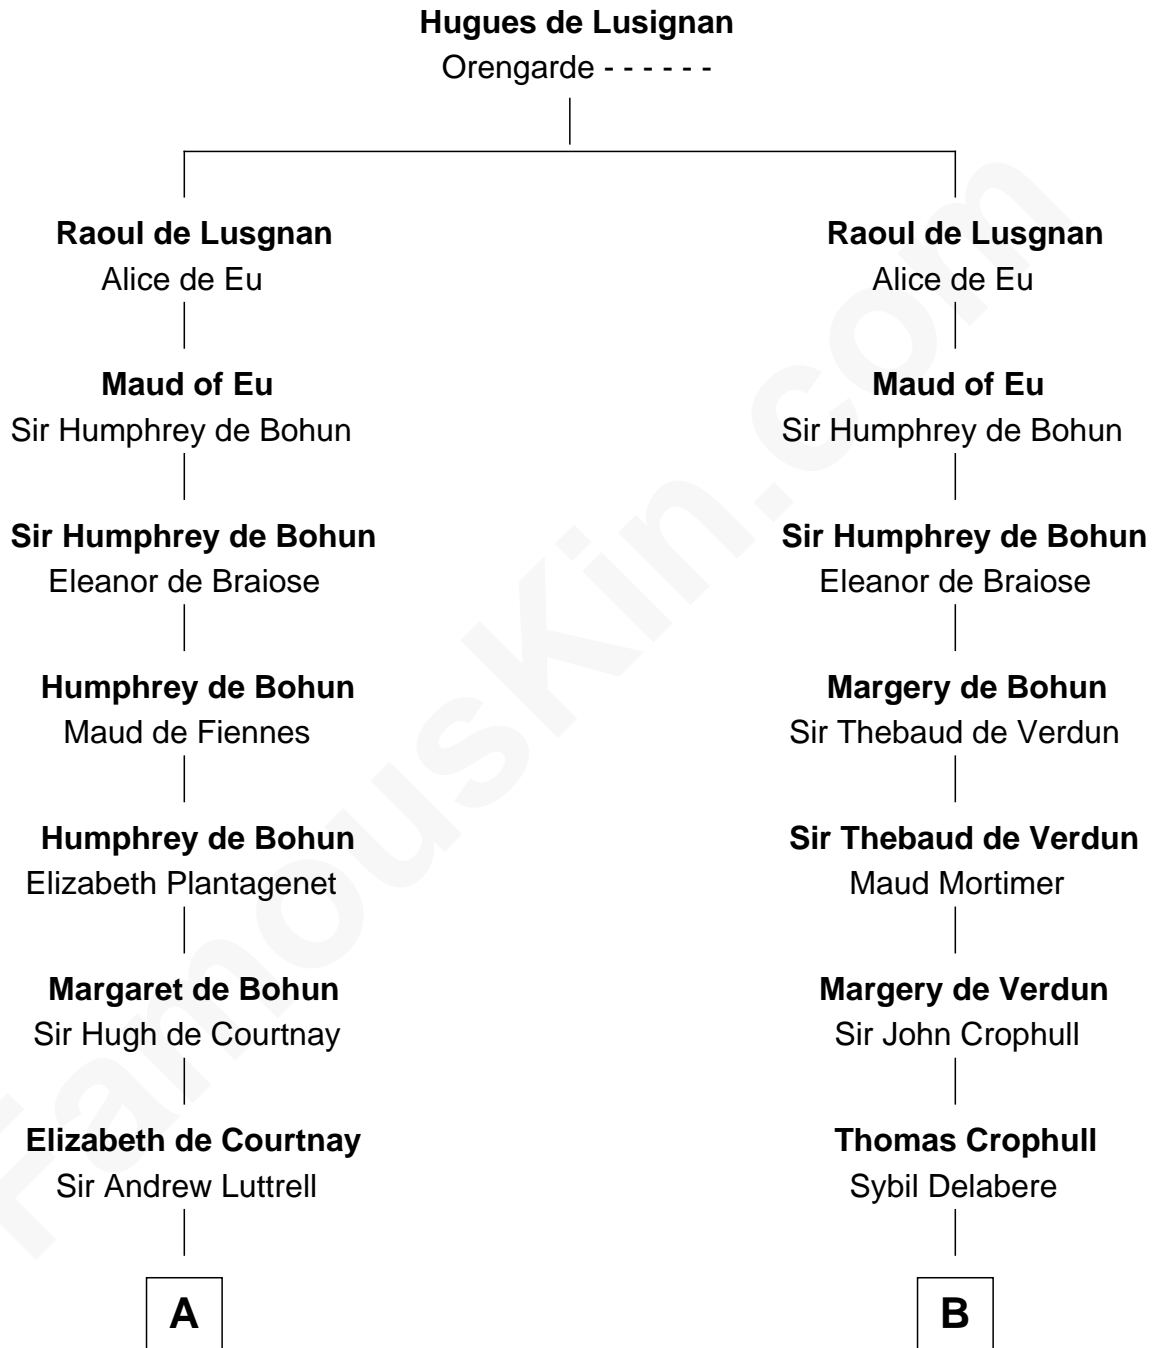 Hugues de Lusignan
Orengarde - - - - - -
Raoul de Lusgnan
Alice de Eu
Maud of Eu
Sir Humphrey de Bohun
Sir Humphrey de Bohun
Eleanor de Braiose
Humphrey de Bohun
Maud de Fiennes
Humphrey de Bohun
Elizabeth Plantagenet
Margaret de Bohun
Sir Hugh de Courtnay
Elizabeth de Courtnay
Sir Andrew Luttrell
A
Raoul de Lusgnan
Alice de Eu
Maud of Eu
Sir Humphrey de Bohun
Sir Humphrey de Bohun
Eleanor de Braiose
Margery de Bohun
Sir Thebaud de Verdun
Sir Thebaud de Verdun
Maud Mortimer
Margery de Verdun
Sir John Crophull
Thomas Crophull
Sybil Delabere
B
FamousKin.com